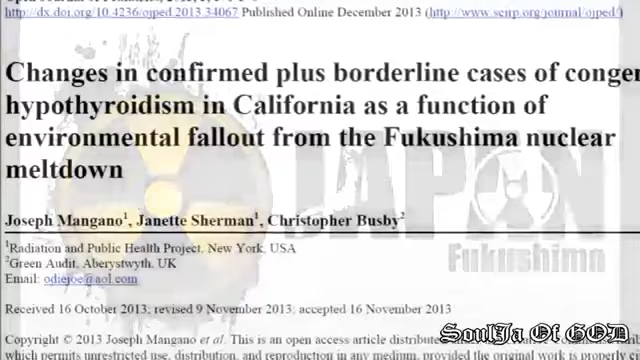 http://dx.doi.org/10.4236/ojped.2013.34067 Published Online December 2013 (http://www.scirp.org/journal/ojped/)
Changes in confirmed plus borderline cases of conger
hypothyroidism in California as a function of
environmental fallout from the Fukushima nuclear
meltdown
JAPAN
Fukushima
Joseph Mangano1, Janette Sherman1, Christopher Busby2
1Radiation and Public Health Project, New York, USA
2Green Audit, Aberystwyth, UK
Email: odiejoe@aol.com
Received 16 October 2013; revised 9 November 2013; accepted 16 November 2013
Copyright © 2013 Joseph Mangano et al. This is an open access article distributed
which permits unrestricted use, distribution, and reproduction in any medium, provided the original work is properly
SoulJa Of GOD